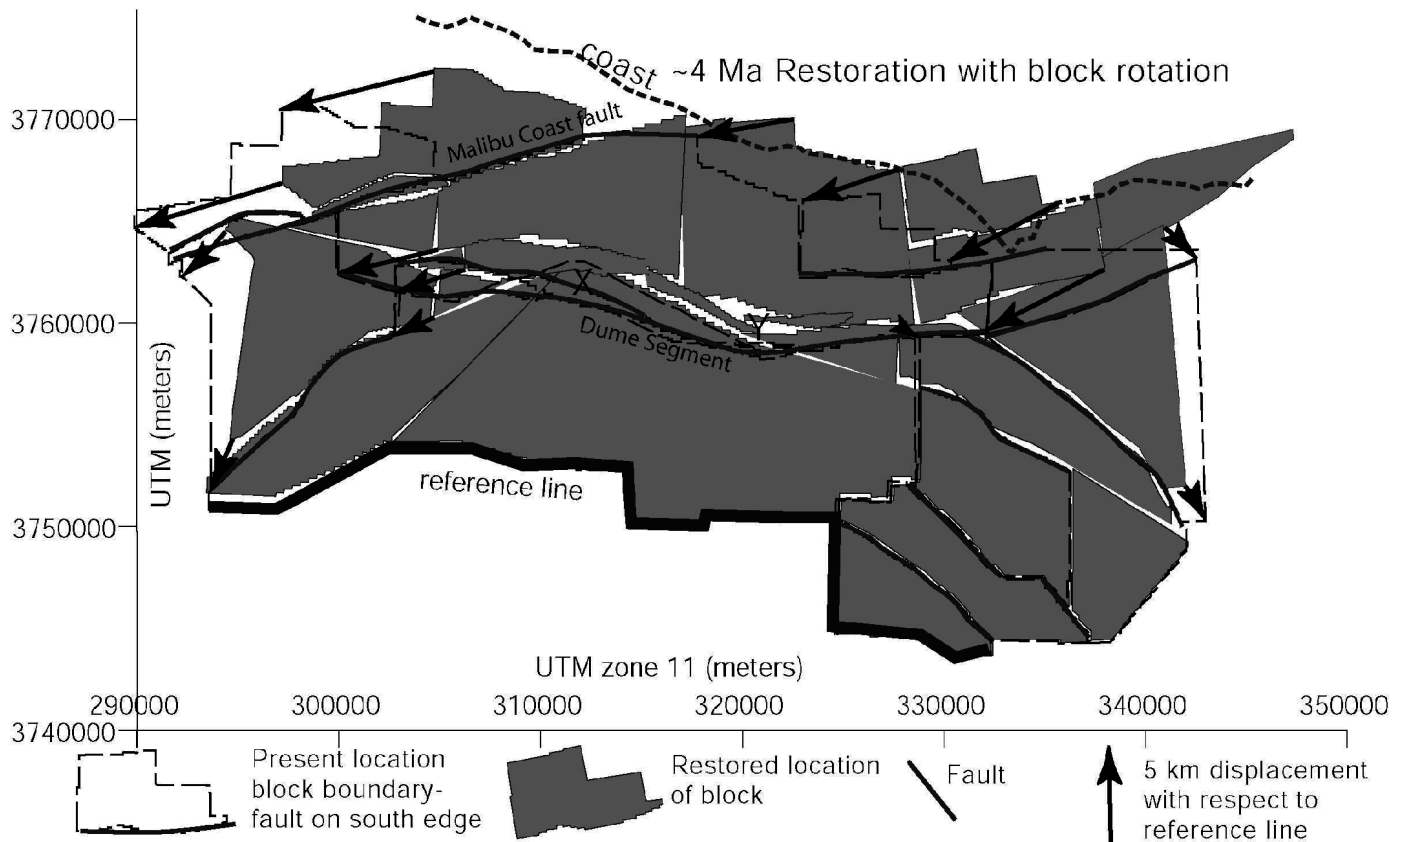 coast
~4 Ma Restoration with block rotation
3770000
Malibu Coast fault
X
3760000
Y
Dume Segment
UTM (meters)
reference line
3750000
UTM zone 11 (meters)
290000 300000 310000 320000 330000 340000 350000
3740000
Present location
block boundary-
fault on south edge
Restored location
of block
Fault
5 km displacement
with respect to
reference line